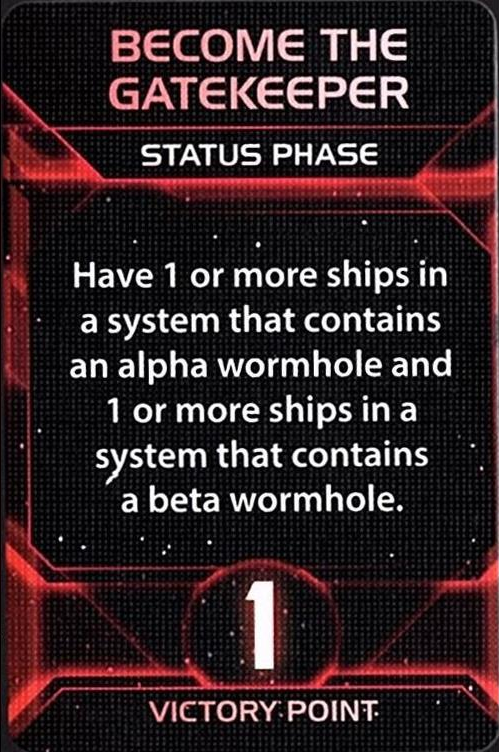 BECOME THE
GATEKEEPER
STATUS PHASE
Have 1 or more ships in
a system that contains
an alpha wormhole and
1 or more ships in a
system that contains
a beta wormhole.
1
VICTORY POINT